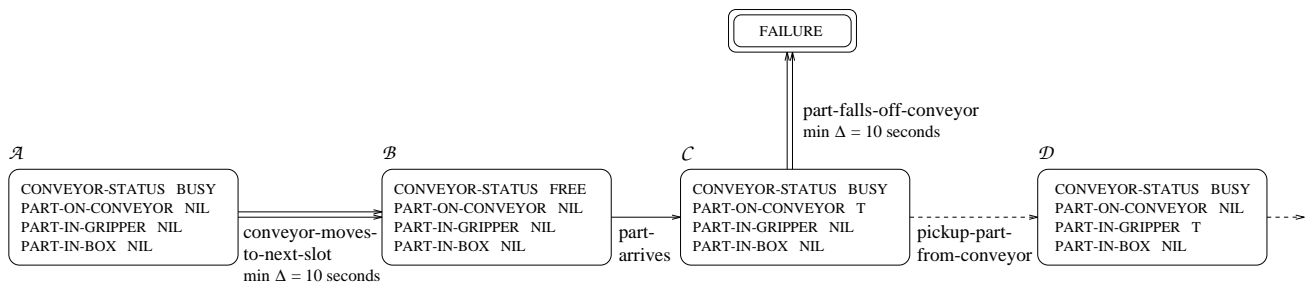 FAILURE
part-falls-off-conveyor
min Δ = 10 seconds
A
CONVEYOR-STATUS BUSY
PART-ON-CONVEYOR NIL
PART-IN-GRIPPER NIL
PART-IN-BOX NIL
conveyor-moves-
to-next-slot
min Δ = 10 seconds
B
CONVEYOR-STATUS FREE
PART-ON-CONVEYOR NIL
PART-IN-GRIPPER NIL
PART-IN-BOX NIL
part-
arrives
C
CONVEYOR-STATUS BUSY
PART-ON-CONVEYOR T
PART-IN-GRIPPER NIL
PART-IN-BOX NIL
pickup-part-
from-conveyor
D
CONVEYOR-STATUS BUSY
PART-ON-CONVEYOR NIL
PART-IN-GRIPPER T
PART-IN-BOX NIL